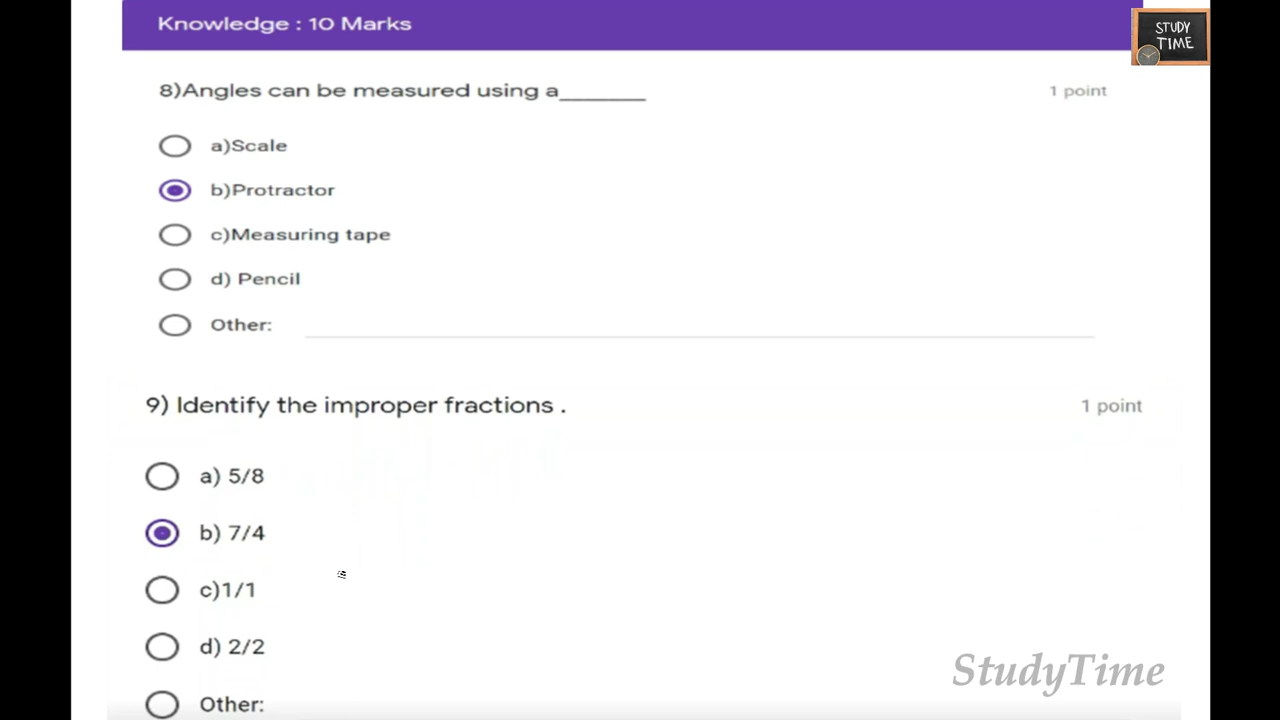 Knowledge : 10 Marks
STUDY
TIME
8)Angles can be measured using a_______
1 point
a)Scale
b)Protractor
c)Measuring tape
d) Pencil
Other:
9) Identify the improper fractions .
1 point
a) 5/8
b) 7/4
c)1/1
d) 2/2
Other:
StudyTime